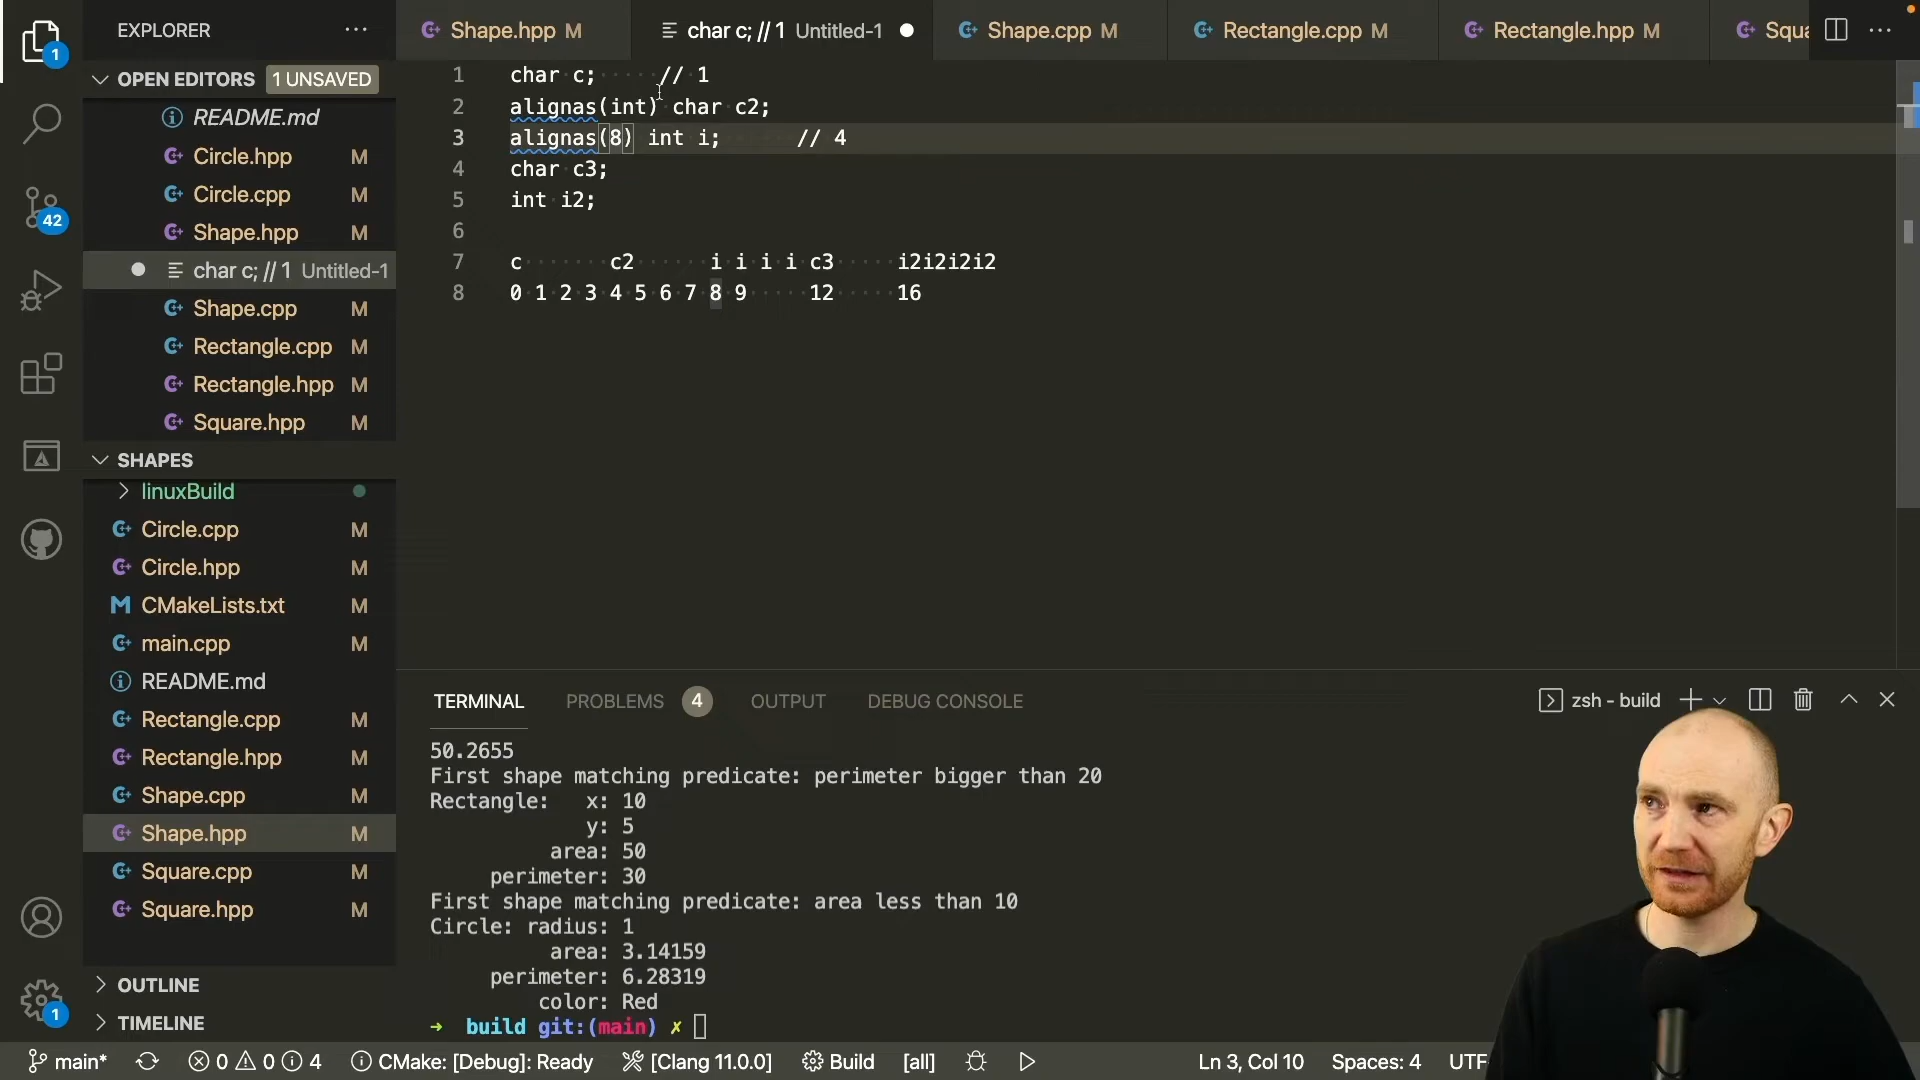 EXPLORER
1
OPEN EDITORS 1 UNSAVED
README.md
Circle.hpp M
Circle.cpp M
Shape.hpp M
char c; // 1 Untitled-1
Shape.cpp M
Rectangle.cpp M
Rectangle.hpp M
Square.hpp M
42
SHAPES
linuxBuild
Circle.cpp M
Circle.hpp M
CMakeLists.txt M
main.cpp M
README.md
Rectangle.cpp M
Rectangle.hpp M
Shape.cpp M
Shape.hpp M
Square.cpp M
Square.hpp M
OUTLINE
TIMELINE
1
Shape.hpp M char c; // 1 Untitled-1 Shape.cpp M Rectangle.cpp M Rectangle.hpp M Squa
1 char c; // 1
2 alignas(int) char c2;
3 alignas(8) int i; // 4
4 char c3;
5 int i2;
6
7 c c2 i i i i c3 i2i2i2i2
8 0 1 2 3 4 5 6 7 8 9 12 16
TERMINAL PROBLEMS 4 OUTPUT DEBUG CONSOLE zsh - build
50.2655
First shape matching predicate: perimeter bigger than 20
Rectangle: x: 10
y: 5
area: 50
perimeter: 30
First shape matching predicate: area less than 10
Circle: radius: 1
area: 3.14159
perimeter: 6.28319
color: Red
➜ build git:(main) ✗
main* 0 0 4 CMake: [Debug]: Ready [Clang 11.0.0] Build [all] Ln 3, Col 10 Spaces: 4 UTF-